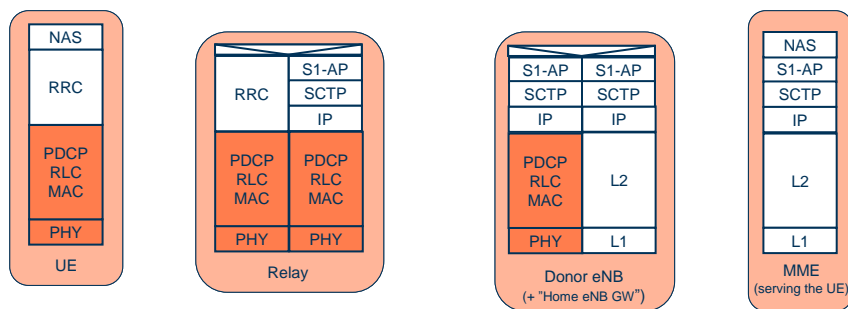 NAS
RRC
PDCP
RLC
MAC
PHY
UE
RRC
S1-AP
SCTP
IP
PDCP
RLC
MAC
PDCP
RLC
MAC
PHY
PHY
Relay
S1-AP
S1-AP
SCTP
SCTP
IP
IP
PDCP
RLC
MAC
L2
PHY
L1
Donor eNB
(+ "Home eNB GW”)
NAS
S1-AP
SCTP
IP
L2
L1
MME
(serving the UE)